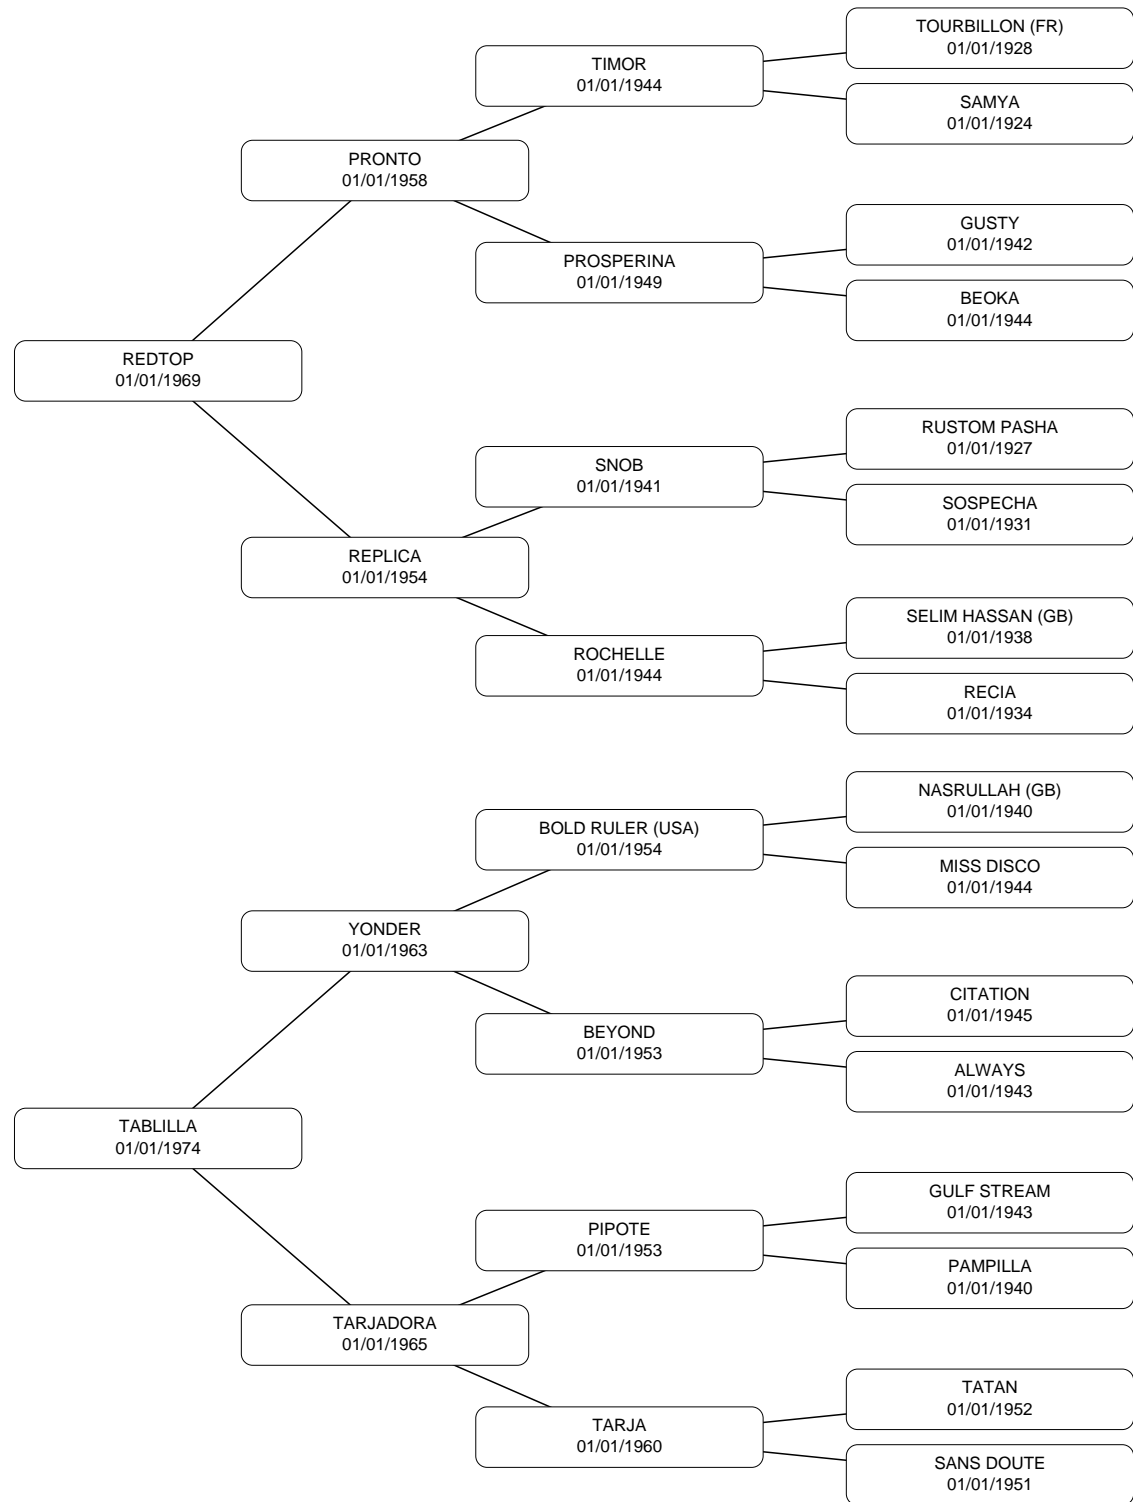 TOURBILLON (FR)
01/01/1928
TIMOR
01/01/1944
SAMYA
01/01/1924
PRONTO
01/01/1958
GUSTY
01/01/1942
PROSPERINA
01/01/1949
BEOKA
01/01/1944
REDTOP
01/01/1969
RUSTOM PASHA
01/01/1927
SNOB
01/01/1941
SOSPECHA
01/01/1931
REPLICA
01/01/1954
SELIM HASSAN (GB)
01/01/1938
ROCHELLE
01/01/1944
RECIA
01/01/1934
NASRULLAH (GB)
01/01/1940
BOLD RULER (USA)
01/01/1954
MISS DISCO
01/01/1944
YONDER
01/01/1963
CITATION
01/01/1945
BEYOND
01/01/1953
ALWAYS
01/01/1943
TABLILLA
01/01/1974
GULF STREAM
01/01/1943
PIPOTE
01/01/1953
PAMPILLA
01/01/1940
TARJADORA
01/01/1965
TATAN
01/01/1952
TARJA
01/01/1960
SANS DOUTE
01/01/1951